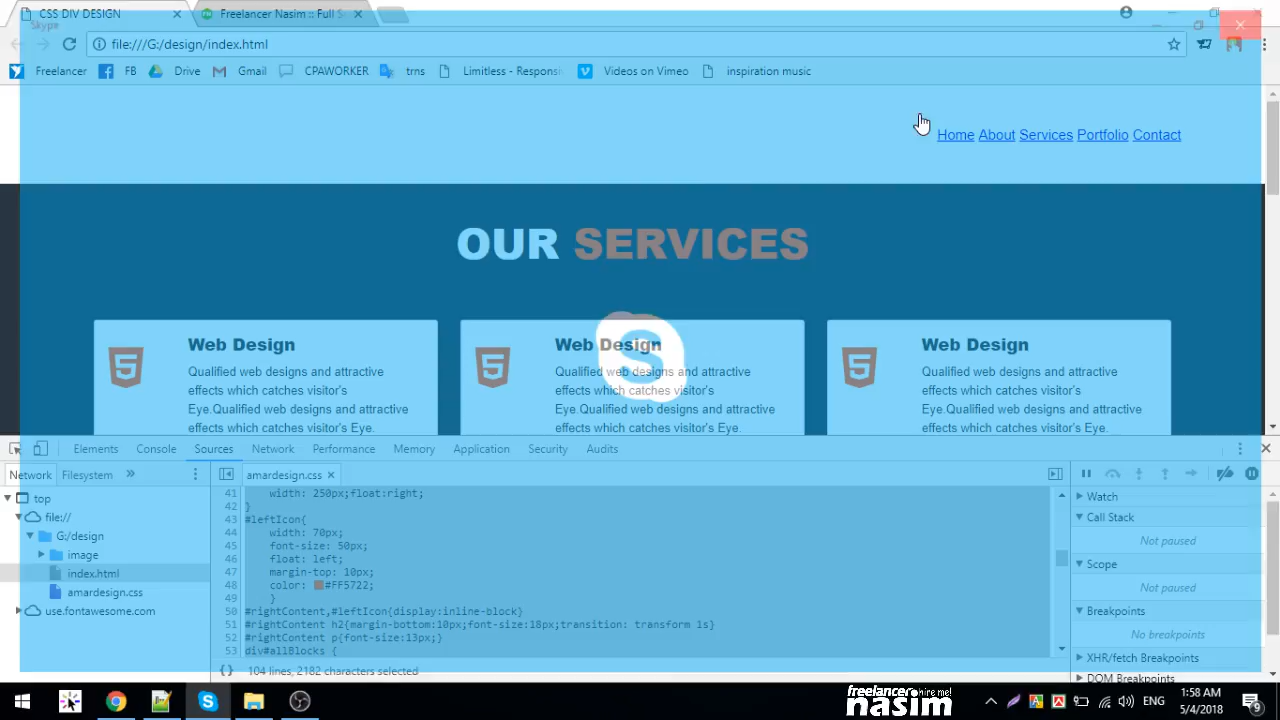 CSS DIV DESIGN
Freelancer Nasim :: Full S
Skype
file:///G:/design/index.html
Freelancer
FB
Drive
Gmail
CPAWORKER
trns
Limitless - Respons
Videos on Vimeo
inspiration music
Home About Services Portfolio Contact
OUR SERVICES
Web Design
Qualified web designs and attractive
effects which catches visitor's
Eye.Qualified web designs and attractive
effects which catches visitor's Eye.
Web Design
Qualified web designs and attractive
effects which catches visitor's
Eye.Qualified web designs and attractive
effects which catches visitor's Eye.
Web Design
Qualified web designs and attractive
effects which catches visitor's
Eye.Qualified web designs and attractive
effects which catches visitor's Eye.
Elements Console Sources Network Performance Memory Application Security Audits
Network Filesystem »
top
file://
G:/design
image
index.html
amardesign.css
use.fontawesome.com
amardesign.css
41 width: 250px;float:right;
42 }
43 #leftIcon{
44 width: 70px;
45 font-size: 50px;
46 float: left;
47 margin-top: 10px;
48 color: #FF5722;
49 }
50 #rightContent,#leftIcon{display:inline-block}
51 #rightContent h2{margin-bottom:10px;font-size:18px;transition: transform 1s}
52 #rightContent p{font-size:13px;}
53 div#allBlocks {
{ } 104 lines, 2182 characters selected
Watch
Call Stack
Not paused
Scope
Not paused
Breakpoints
No breakpoints
XHR/fetch Breakpoints
DOM Breakpoints
freelancer hire me!
nasim
ENG
1:58 AM
5/4/2018
9